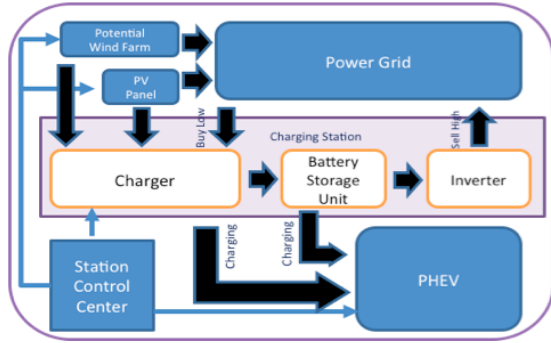 Potential
Wind Farm
Power Grid
PV
Panel
Buy Low
Sell High
Charging Station
Charger
Battery
Storage
Unit
Inverter
Charging
Charging
Station
Control
Center
PHEV